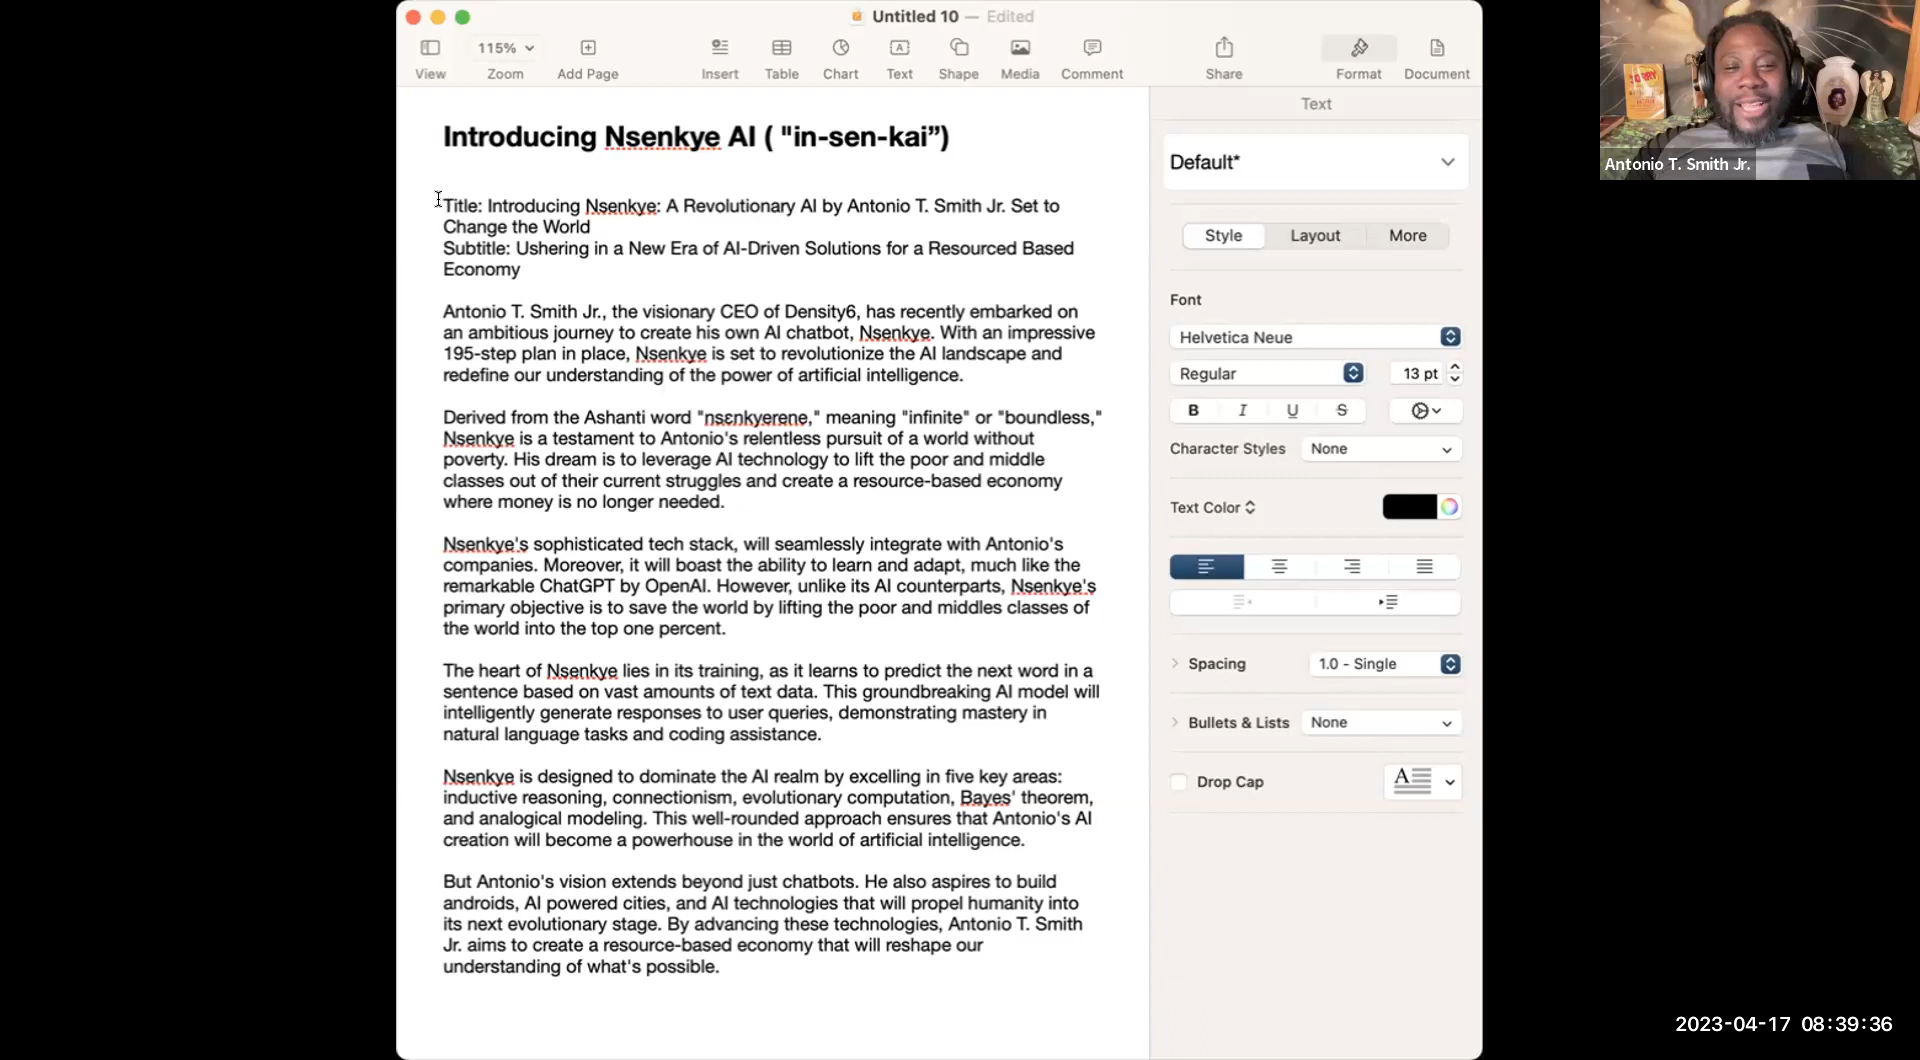 Untitled 10 — Edited
View
115%
Zoom
Add Page
Insert
Table
Chart
Text
Shape
Media
Comment
Share
Format
Document
Introducing Nsenkye AI ( "in-sen-kai”)
Title: Introducing Nsenkye: A Revolutionary AI by Antonio T. Smith Jr. Set to
Change the World
Subtitle: Ushering in a New Era of AI-Driven Solutions for a Resourced Based
Economy
Antonio T. Smith Jr., the visionary CEO of Density6, has recently embarked on
an ambitious journey to create his own AI chatbot, Nsenkye. With an impressive
195-step plan in place, Nsenkye is set to revolutionize the AI landscape and
redefine our understanding of the power of artificial intelligence.
Derived from the Ashanti word "nsɛnkyerene," meaning "infinite" or "boundless,"
Nsenkye is a testament to Antonio's relentless pursuit of a world without
poverty. His dream is to leverage AI technology to lift the poor and middle
classes out of their current struggles and create a resource-based economy
where money is no longer needed.
Nsenkye's sophisticated tech stack, will seamlessly integrate with Antonio's
companies. Moreover, it will boast the ability to learn and adapt, much like the
remarkable ChatGPT by OpenAI. However, unlike its AI counterparts, Nsenkye's
primary objective is to save the world by lifting the poor and middles classes of
the world into the top one percent.
The heart of Nsenkye lies in its training, as it learns to predict the next word in a
sentence based on vast amounts of text data. This groundbreaking AI model will
intelligently generate responses to user queries, demonstrating mastery in
natural language tasks and coding assistance.
Nsenkye is designed to dominate the AI realm by excelling in five key areas:
inductive reasoning, connectionism, evolutionary computation, Bayes' theorem,
and analogical modeling. This well-rounded approach ensures that Antonio's AI
creation will become a powerhouse in the world of artificial intelligence.
But Antonio's vision extends beyond just chatbots. He also aspires to build
androids, AI powered cities, and AI technologies that will propel humanity into
its next evolutionary stage. By advancing these technologies, Antonio T. Smith
Jr. aims to create a resource-based economy that will reshape our
understanding of what's possible.
Text
Default*
Style
Layout
More
Font
Helvetica Neue
Regular
13 pt
B I U S
Character Styles
None
Text Color
Spacing
1.0 - Single
Bullets & Lists
None
Drop Cap
A
Antonio T. Smith Jr.
2023-04-17 08:39:36